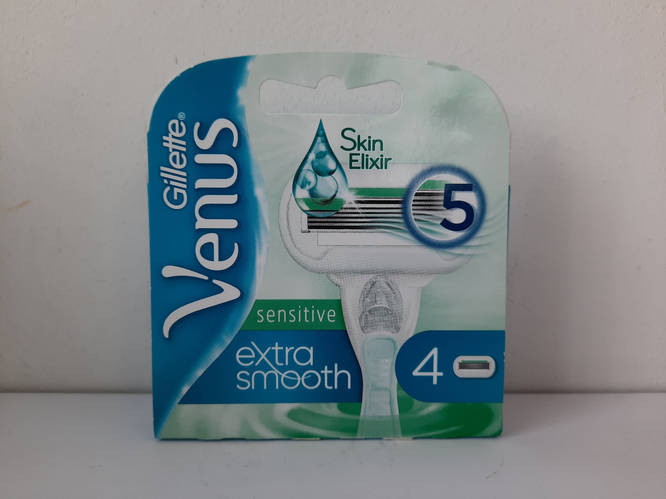 Gillette®
Venus
Skin
Elixir
5
sensitive
extra
smooth
4